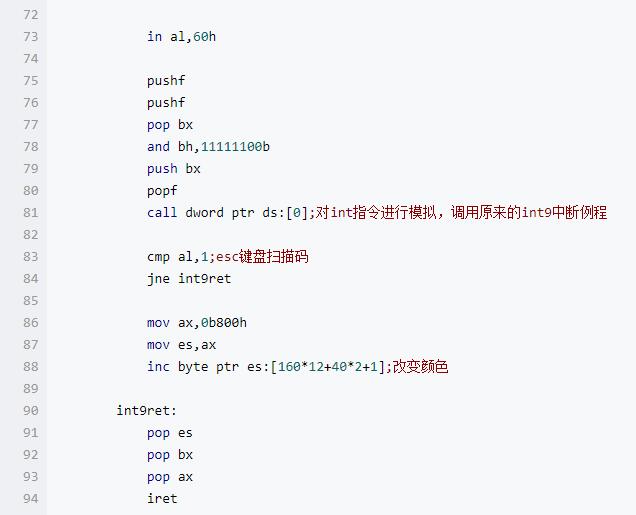 72
73 in al,60h
74
75 pushf
76 pushf
77 pop bx
78 and bh,11111100b
79 push bx
80 popf
81 call dword ptr ds:[0];对int指令进行模拟，调用原来的int9中断例程
82
83 cmp al,1;esc键盘扫描码
84 jne int9ret
85
86 mov ax,0b800h
87 mov es,ax
88 inc byte ptr es:[160*12+40*2+1];改变颜色
89
90 int9ret:
91 pop es
92 pop bx
93 pop ax
94 iret